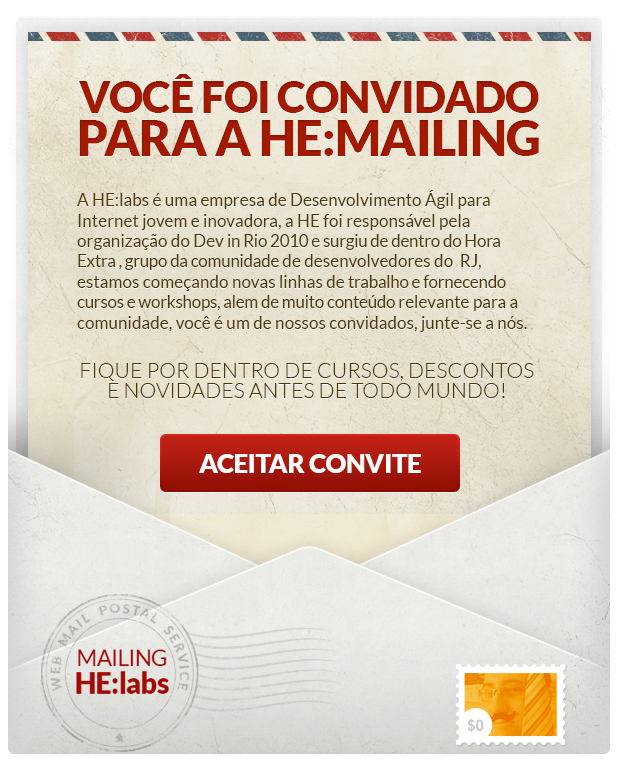 VOCÊ FOI CONVIDADO
PARA A HE:MAILING
A HE:labs é uma empresa de Desenvolvimento Ágil para
Internet jovem e inovadora, a HE foi responsável pela
organização do Dev in Rio 2010 e surgiu de dentro do Hora
Extra , grupo da comunidade de desenvolvedores do RJ,
estamos começando novas linhas de trabalho e fornecendo
cursos e workshops, alem de muito conteúdo relevante para a
comunidade, você é um de nossos convidados, junte-se a nós.
FIQUE POR DENTRO DE CURSOS, DESCONTOS
E NOVIDADES ANTES DE TODO MUNDO!
ACEITAR CONVITE
WEB MAIL POSTAL SERVICE
MAILING
HE:labs
$0